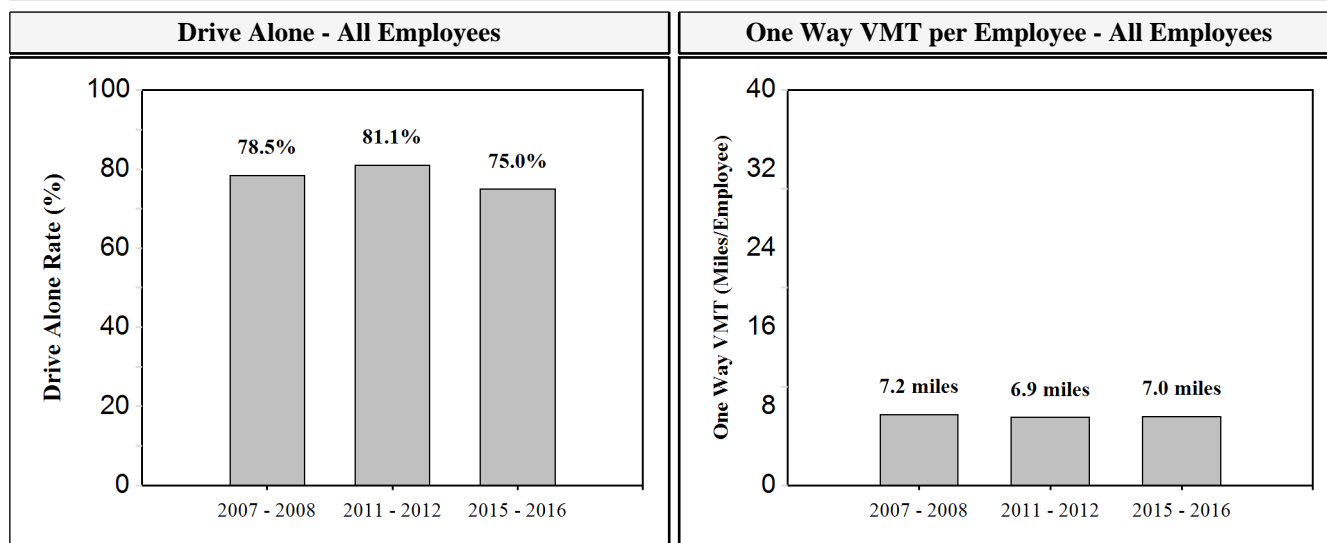 Drive Alone - All Employees
100
80
60
40
20
0
Drive Alone Rate (%)
78.5%
81.1%
75.0%
2007 - 2008
2011 - 2012
2015 - 2016
One Way VMT per Employee - All Employees
40
32
24
16
8
0
One Way VMT (Miles/Employee)
7.2 miles
6.9 miles
7.0 miles
2007 - 2008
2011 - 2012
2015 - 2016